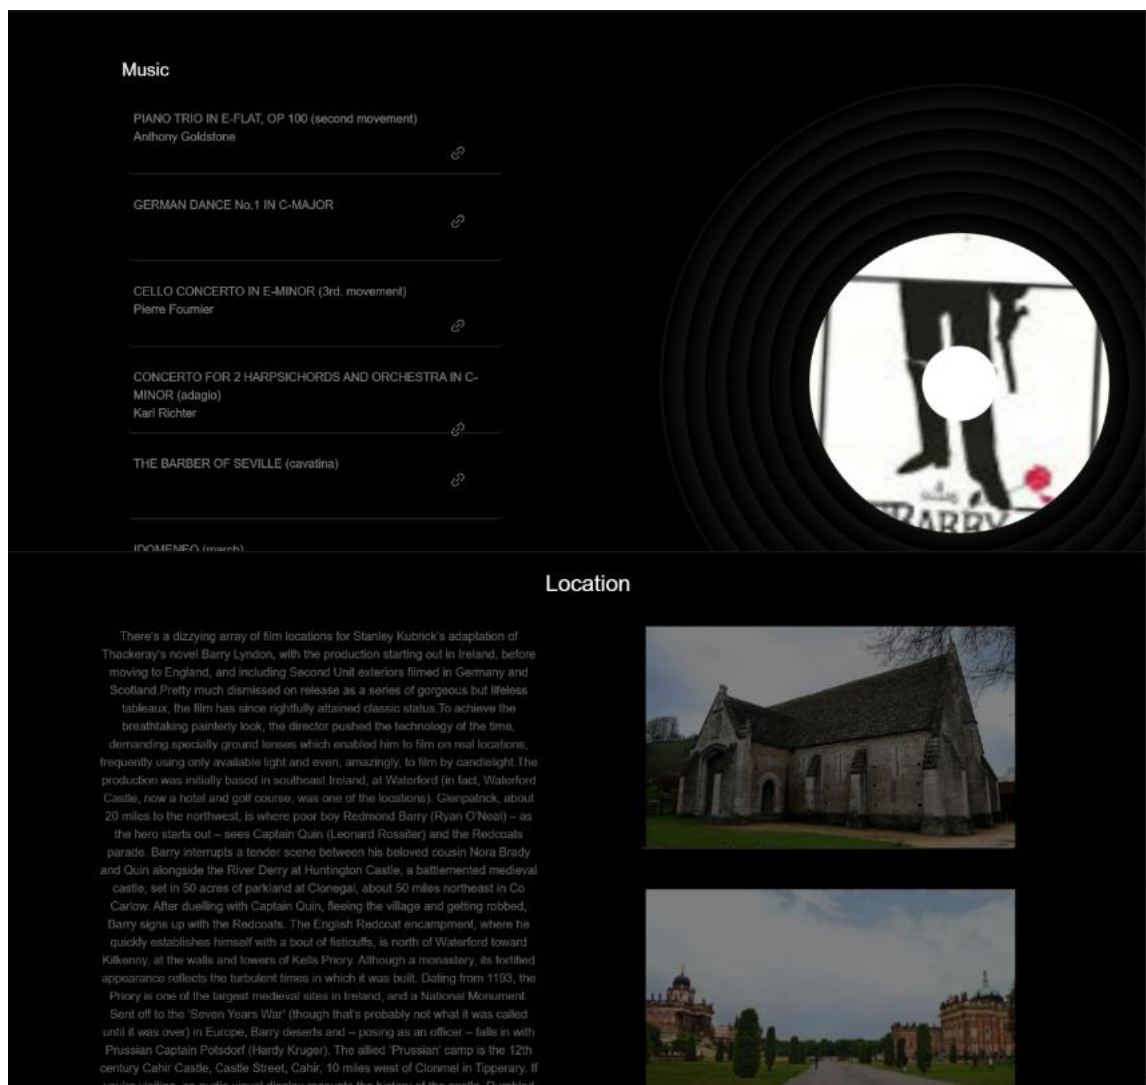 Music
PIANO TRIO IN E-FLAT, OP 100 (second movement)
Anthony Goldstone
GERMAN DANCE No.1 IN C-MAJOR
CELLO CONCERTO IN E-MINOR (3rd. movement)
Pierre Fournier
CONCERTO FOR 2 HARPSICHORDS AND ORCHESTRA IN C-
MINOR (adagio)
Karl Richter
THE BARBER OF SEVILLE (cavatina)
IDOMENEO (march)
BARRY
Location
There's a dizzying array of film locations for Stanley Kubrick's adaptation of
Thackeray's novel Barry Lyndon, with the production starting out in Ireland, before
moving to England, and including Second Unit exteriors filmed in Germany and
Scotland.Pretty much dismissed on release as a series of gorgeous but lifeless
tableaux, the film has since rightfully attained classic status.To achieve the
breathtaking painterly look, the director pushed the technology of the time,
demanding specially ground lenses which enabled him to film on real locations,
frequently using only available light and even, amazingly, to film by candlelight.The
production was initially based in southeast Ireland, at Waterford (in fact, Waterford
Castle, now a hotel and golf course, was one of the locations). Glenpatrick, about
20 miles to the northwest, is where poor boy Redmond Barry (Ryan O'Neal) – as
the hero starts out – sees Captain Quin (Leonard Rossiter) and the Redcoats
parade. Barry interrupts a tender scene between his beloved cousin Nora Brady
and Quin alongside the River Derry at Huntington Castle, a battlemented medieval
castle, set in 50 acres of parkland at Clonegal, about 50 miles northeast in Co
Carlow. After duelling with Captain Quin, fleeing the village and getting robbed,
Barry signs up with the Redcoats. The English Redcoat encampment, where he
quickly establishes himself with a bout of fisticuffs, is north of Waterford toward
Kilkenny, at the walls and towers of Kells Priory. Although a monastery, its fortified
appearance reflects the turbulent times in which it was built. Dating from 1193, the
Priory is one of the largest medieval sites in Ireland, and a National Monument.
Sent off to the 'Seven Years War' (though that's probably not what it was called
until it was over) in Europe, Barry deserts and – posing as an officer – falls in with
Prussian Captain Potsdorf (Hardy Kruger). The allied 'Prussian' camp is the 12th
century Cahir Castle, Castle Street, Cahir, 10 miles west of Clonmel in Tipperary. If